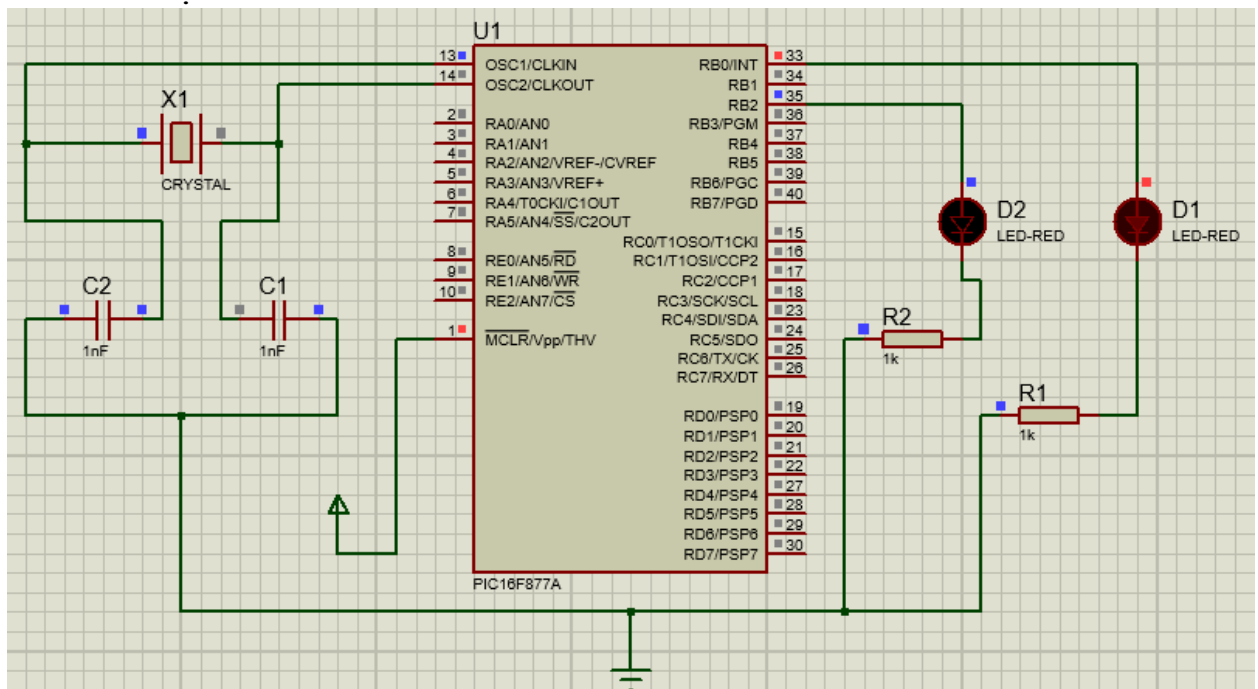 U1
13
OSC1/CLKIN
14
OSC2/CLKOUT
2
RA0/AN0
3
RA1/AN1
4
RA2/AN2/VREF-/CVREF
5
RA3/AN3/VREF+
6
RA4/T0CKI/C1OUT
7
RA5/AN4/SS/C2OUT
8
RE0/AN5/RD
9
RE1/AN6/WR
10
RE2/AN7/CS
1
MCLR/Vpp/THV
RB0/INT
33
RB1
34
RB2
35
RB3/PGM
36
RB4
37
RB5
38
RB6/PGC
39
RB7/PGD
40
RC0/T1OSO/T1CKI
15
RC1/T1OSI/CCP2
16
RC2/CCP1
17
RC3/SCK/SCL
18
RC4/SDI/SDA
23
RC5/SDO
24
RC6/TX/CK
25
RC7/RX/DT
26
RD0/PSP0
19
RD1/PSP1
20
RD2/PSP2
21
RD3/PSP3
22
RD4/PSP4
27
RD5/PSP5
28
RD6/PSP6
29
RD7/PSP7
30
PIC16F877A
X1
CRYSTAL
C2
1nF
C1
1nF
D2
LED-RED
D1
LED-RED
R2
1k
R1
1k